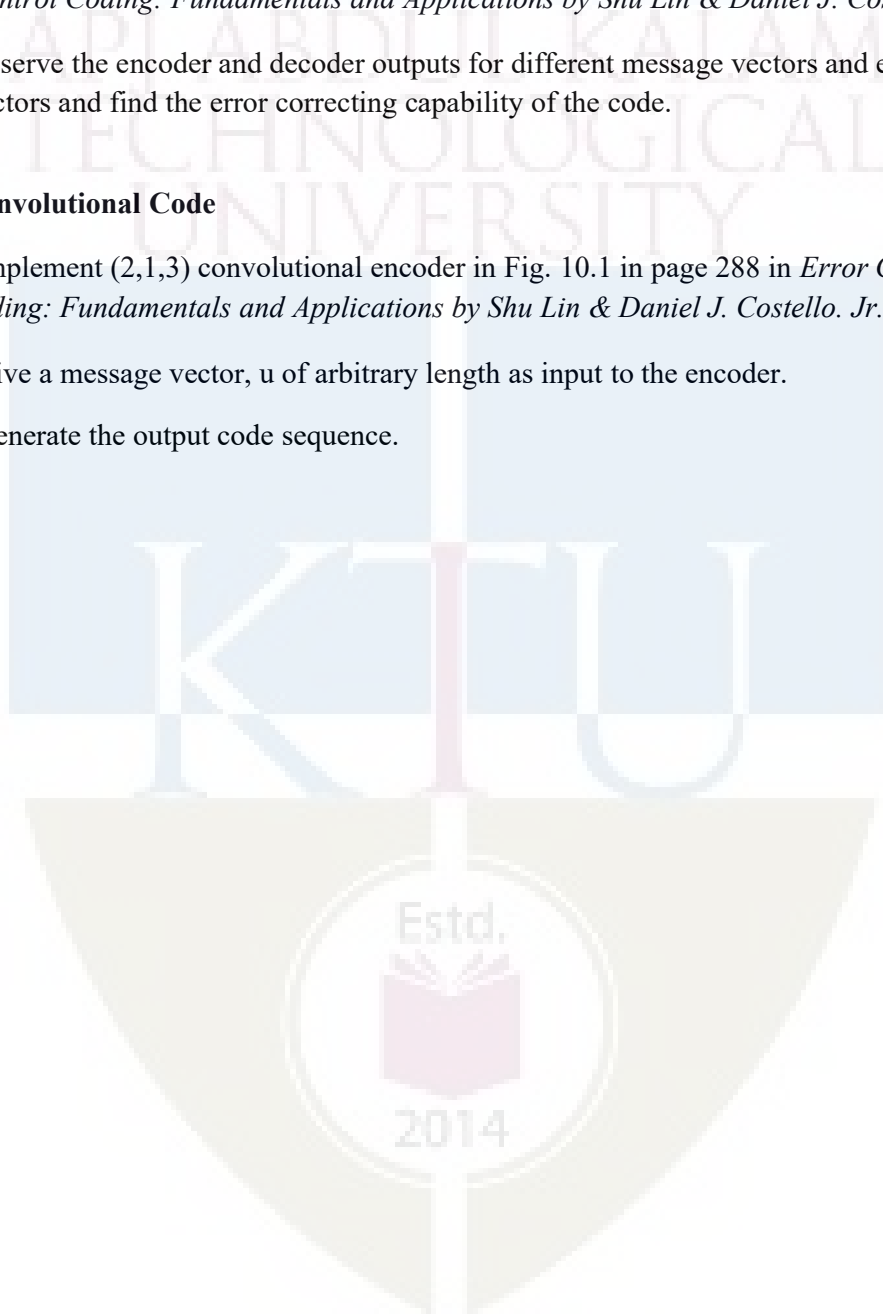 ntrol Coding: Fundamentals and Applications by Shu Lin & Daniel J. Cos
APJ ABDUL KALAM
serve the encoder and decoder outputs for different message vectors and e
ctors and find the error correcting capability of the code.
TECHNOLOGICAL
UNIVERSITY
nvolutional Code
mplement (2,1,3) convolutional encoder in Fig. 10.1 in page 288 in Error C
ding: Fundamentals and Applications by Shu Lin & Daniel J. Costello. Jr.
ive a message vector, u of arbitrary length as input to the encoder.
enerate the output code sequence.
KTU
Estd.
2014